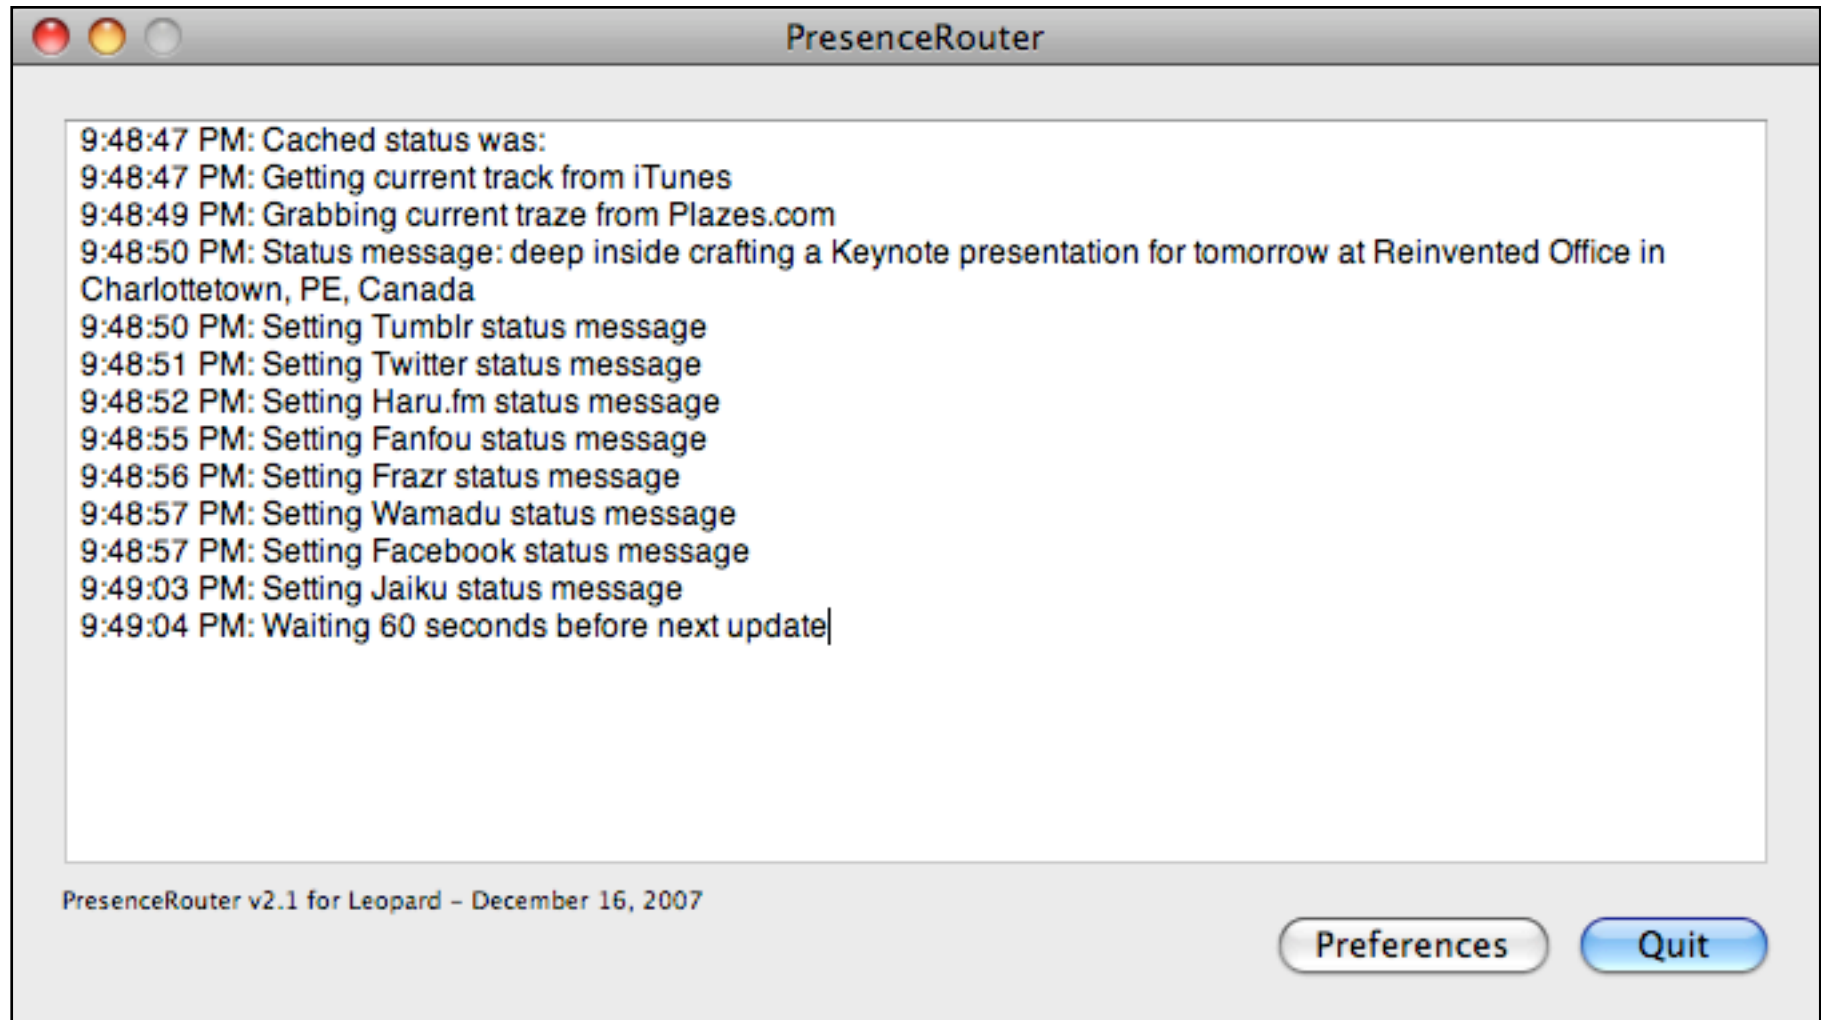 PresenceRouter
9:48:47 PM: Cached status was:
9:48:47 PM: Getting current track from iTunes
9:48:49 PM: Grabbing current traze from Plazes.com
9:48:50 PM: Status message: deep inside crafting a Keynote presentation for tomorrow at Reinvented Office in
Charlottetown, PE, Canada
9:48:50 PM: Setting Tumblr status message
9:48:51 PM: Setting Twitter status message
9:48:52 PM: Setting Haru.fm status message
9:48:55 PM: Setting Fanfou status message
9:48:56 PM: Setting Frazr status message
9:48:57 PM: Setting Wamadu status message
9:48:57 PM: Setting Facebook status message
9:49:03 PM: Setting Jaiku status message
9:49:04 PM: Waiting 60 seconds before next update
PresenceRouter v2.1 for Leopard – December 16, 2007
Preferences Quit